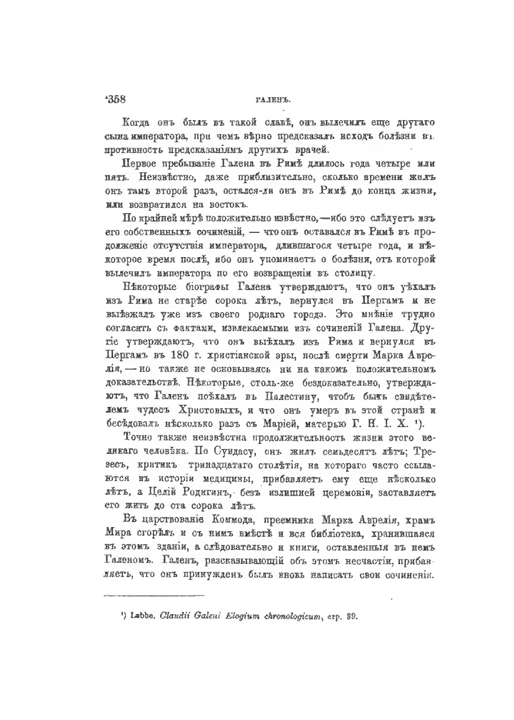 358
ГАЛЕНЪ.
Когда онъ былъ въ такой славѣ, онъ вылечилъ еще другаго
сына императора, при чемъ вѣрно предсказалъ исходъ болѣзни въ
противность предсказаніямъ другихъ врачей.
Первое пребываніе Галена въ Римѣ длилось года четыре или
пять. Неизвѣстно, даже приблизительно, сколько времени жилъ
онъ тамъ второй разъ, остался-ли онъ въ Римѣ до конца жизни,
или возвратился на востокъ.
По крайней мѣрѣ положительно извѣстно,—ибо это слѣдуетъ изъ
его собственныхъ сочиненій, — что онъ оставался въ Римѣ въ про-
долженіе отсутствія императора, длившагося четыре года, и нѣ-
которое время послѣ, ибо онъ упоминаетъ о болѣзни, отъ которой
вылечилъ императора по его возвращеніи въ столицу.
Нѣкоторые біографы Галена утверждаютъ, что онъ уѣхалъ
изъ Рима не старѣе сорока лѣтъ, вернулся въ Пергамъ и не
выѣзжалъ уже изъ своего роднаго города. Это мнѣніе трудно
согласить съ фактами, извлекаемыми изъ сочиненій Галена. Дру-
гіе утверждаютъ, что онъ выѣхалъ изъ Рима и вернулся въ
Пергамъ въ 180 г. христіанской эры, послѣ смерти Марка Авре-
лія, — но также не основываясь ни на какомъ положительномъ
доказательствѣ. Нѣкоторые, столь-же бездоказательно, утвержда-
ютъ, что Галенъ поѣхалъ въ Палестину, чтобъ быть свидѣте-
лемъ чудесъ Христовыхъ, и что онъ умеръ въ этой странѣ и
бесѣдовалъ нѣсколько разъ съ Маріей, матерью Г. Н. І. Х. ¹).
Точно также неизвѣстна продолжительность жизни этого ве-
ликаго человѣка. По Суидасу, онъ жилъ семьдесятъ лѣтъ; Тре-
весъ, критикъ тринадцатаго столѣтія, на котораго часто ссыла-
ются въ исторіи медицины, прибавляетъ ему еще нѣсколько
лѣтъ, а Целій Родигинъ, безъ излишней церемоніи, заставляетъ
его жить до ста сорока лѣтъ.
Въ царствованіе Коммода, преемника Марка Аврелія, храмъ
Мира сгорѣлъ и съ нимъ вмѣстѣ и вся библіотека, хранившаяся
въ этомъ зданіи, а слѣдовательно и книги, оставленныя въ немъ
Галеномъ. Галенъ, разсказывающій объ этомъ несчастіи, прибав-
ляетъ, что онъ принужденъ былъ вновь написать свои сочиненія.
¹) Labbe. Claudii Galeni Elogium chronologicum, стр. 39.